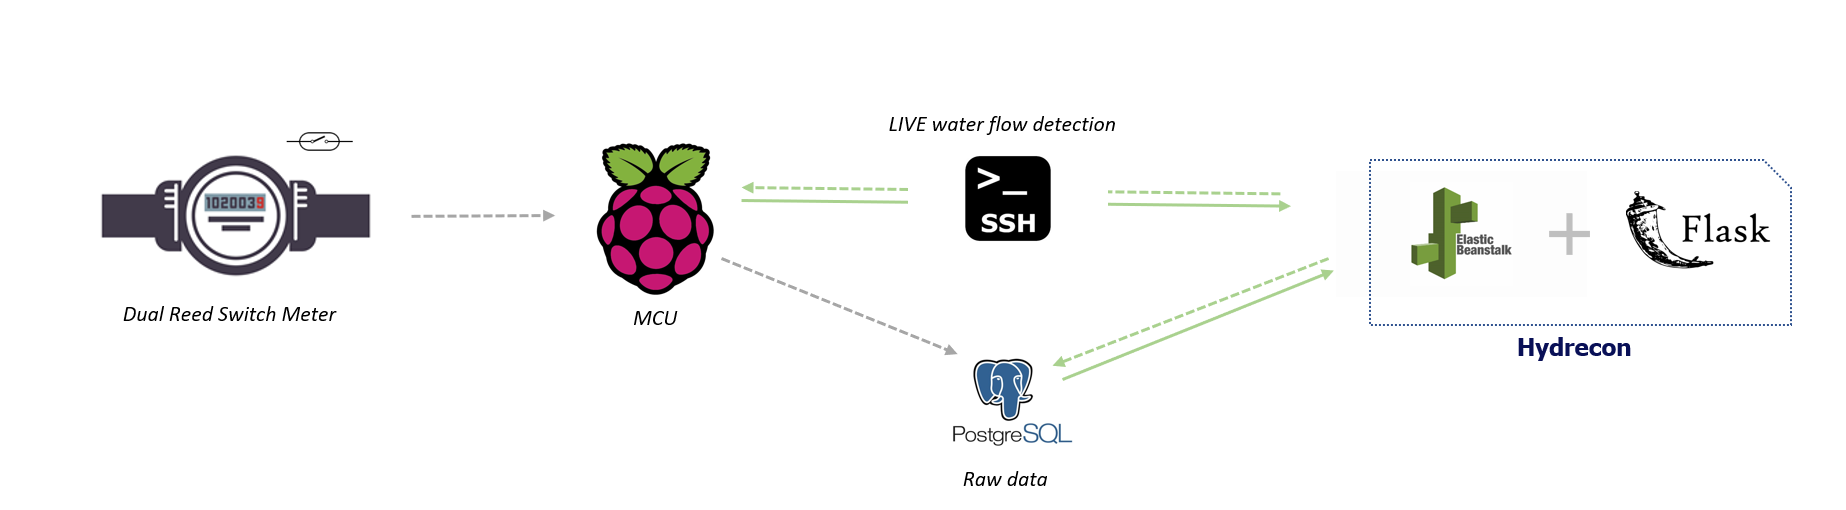 LIVE water flow detection
>_
SSH
1020039
Elastic
Beanstalk
+
Flask
Dual Reed Switch Meter
MCU
Hydrecon
PostgreSQL
Raw data